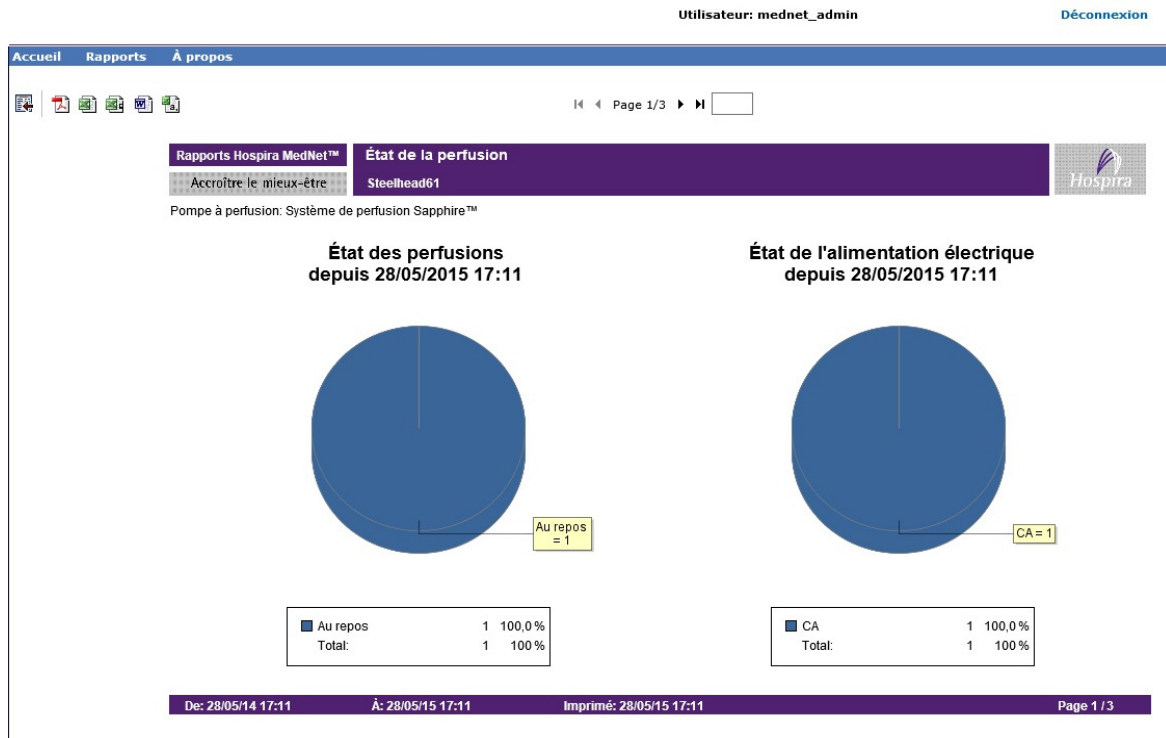 Utilisateur: mednet_admin Déconnexion
Accueil Rapports À propos
Page 1/3
Rapports Hospira MedNet™ État de la perfusion
Accroître le mieux-être Steelhead61
Hospira
Pompe à perfusion: Système de perfusion Sapphire™
État des perfusions
depuis 28/05/2015 17:11
Au repos
= 1
Au repos 1 100,0 %
Total: 1 100 %
État de l'alimentation électrique
depuis 28/05/2015 17:11
CA = 1
CA 1 100,0 %
Total: 1 100 %
De: 28/05/14 17:11 À: 28/05/15 17:11 Imprimé: 28/05/15 17:11 Page 1 / 3